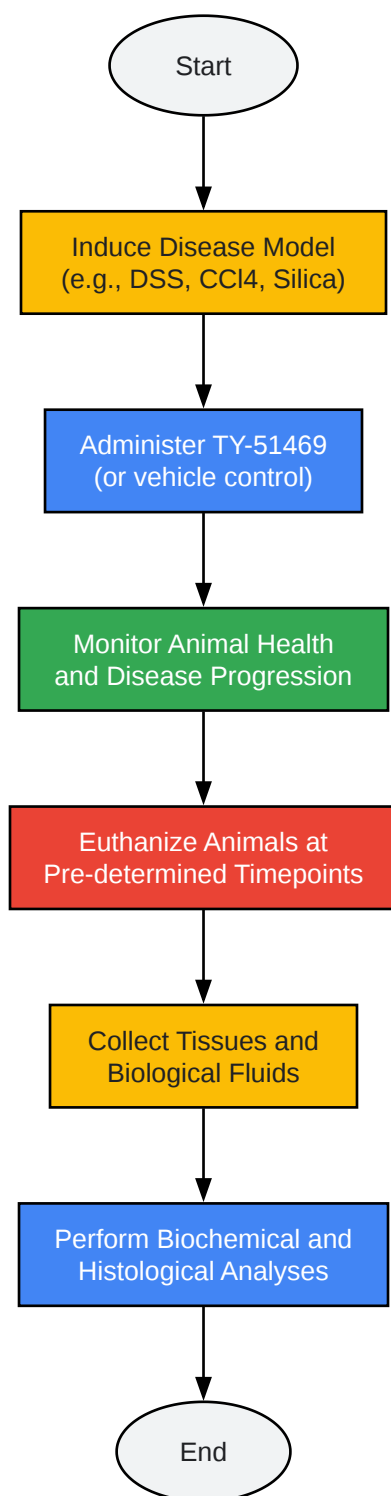 Start
Induce Disease Model
(e.g., DSS, CCl4, Silica)
Administer TY-51469
(or vehicle control)
Monitor Animal Health
and Disease Progression
Euthanize Animals at
Pre-determined Timepoints
Collect Tissues and
Biological Fluids
Perform Biochemical and
Histological Analyses
End